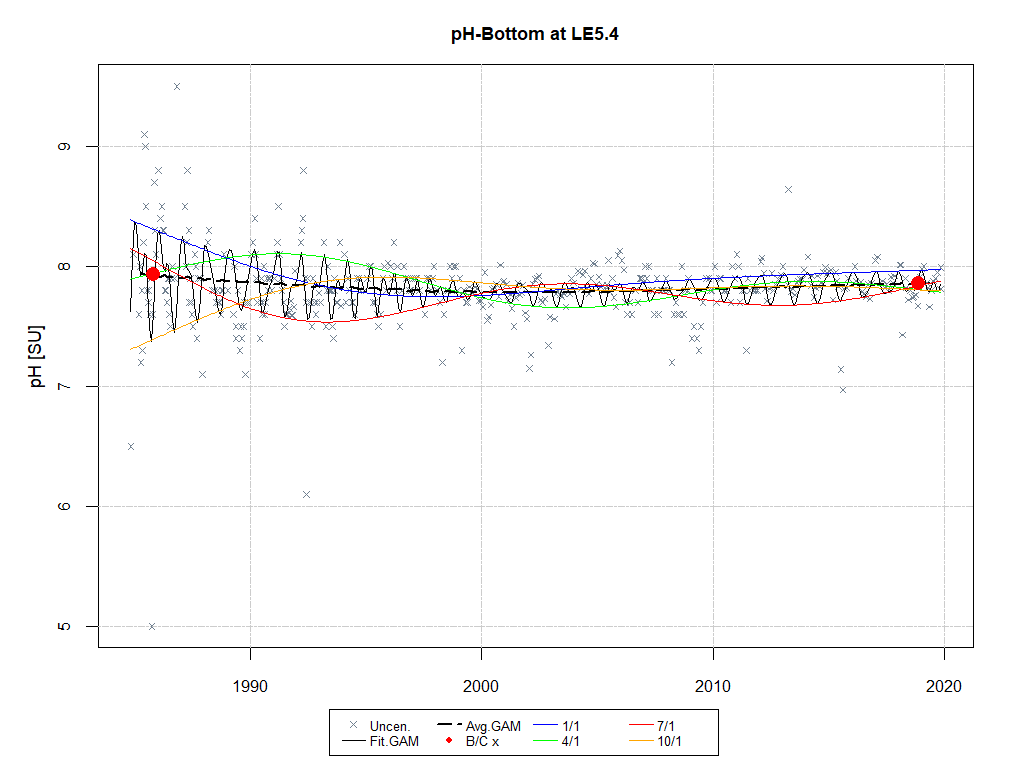 pH-Bottom at LE5.4
pH [SU]
9
8
7
6
5
1990 2000 2010 2020
Uncen. Avg.GAM 1/1 7/1
Fit.GAM B/C x 4/1 10/1